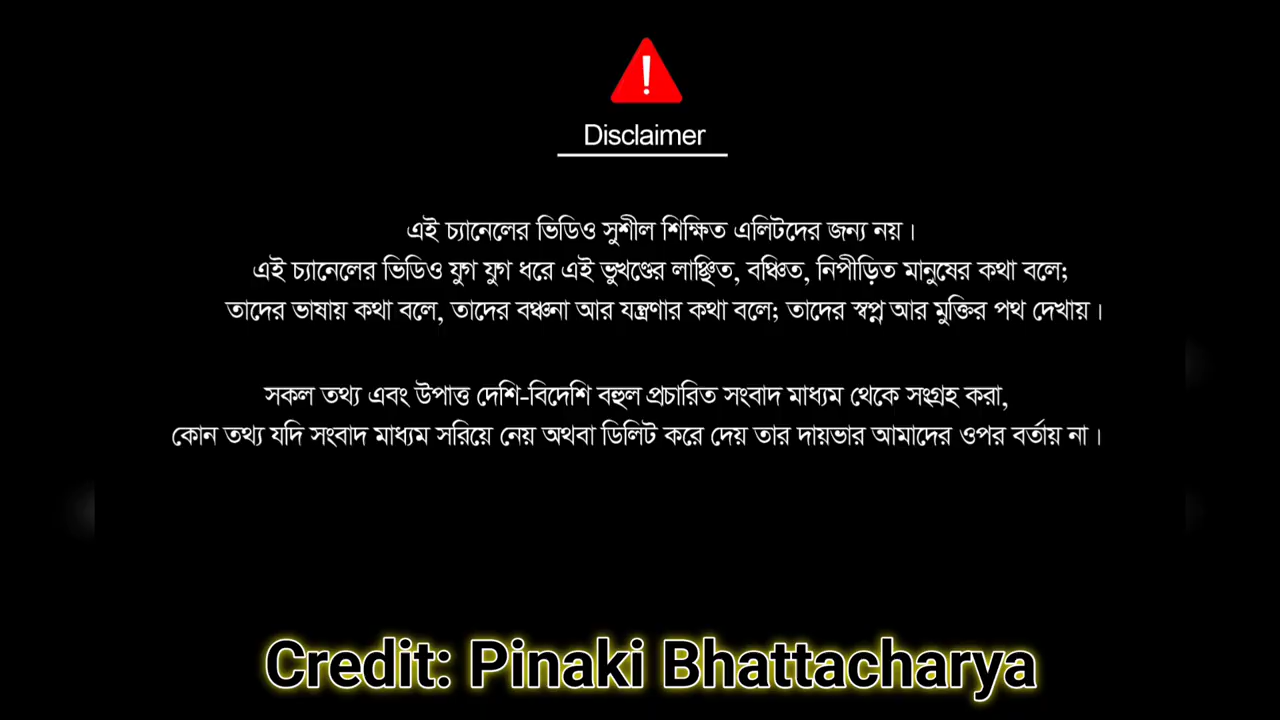 !
Disclaimer
এই চ্যানেলের ভিডিও সুশীল শিক্ষিত এলিটদের জন্য নয়।
এই চ্যানেলের ভিডিও যুগ যুগ ধরে এই ভুখণ্ডের লাঞ্ছিত, বঞ্চিত, নিপীড়িত মানুষের কথা বলে;
তাদের ভাষায় কথা বলে, তাদের বঞ্চনা আর যন্ত্রণার কথা বলে; তাদের স্বপ্ন আর মুক্তির পথ দেখায়।
সকল তথ্য এবং উপাত্ত দেশি-বিদেশি বহুল প্রচারিত সংবাদ মাধ্যম থেকে সংগ্রহ করা,
কোন তথ্য যদি সংবাদ মাধ্যম সরিয়ে নেয় অথবা ডিলিট করে দেয় তার দায়ভার আমাদের ওপর বর্তায় না।
Credit: Pinaki Bhattacharya